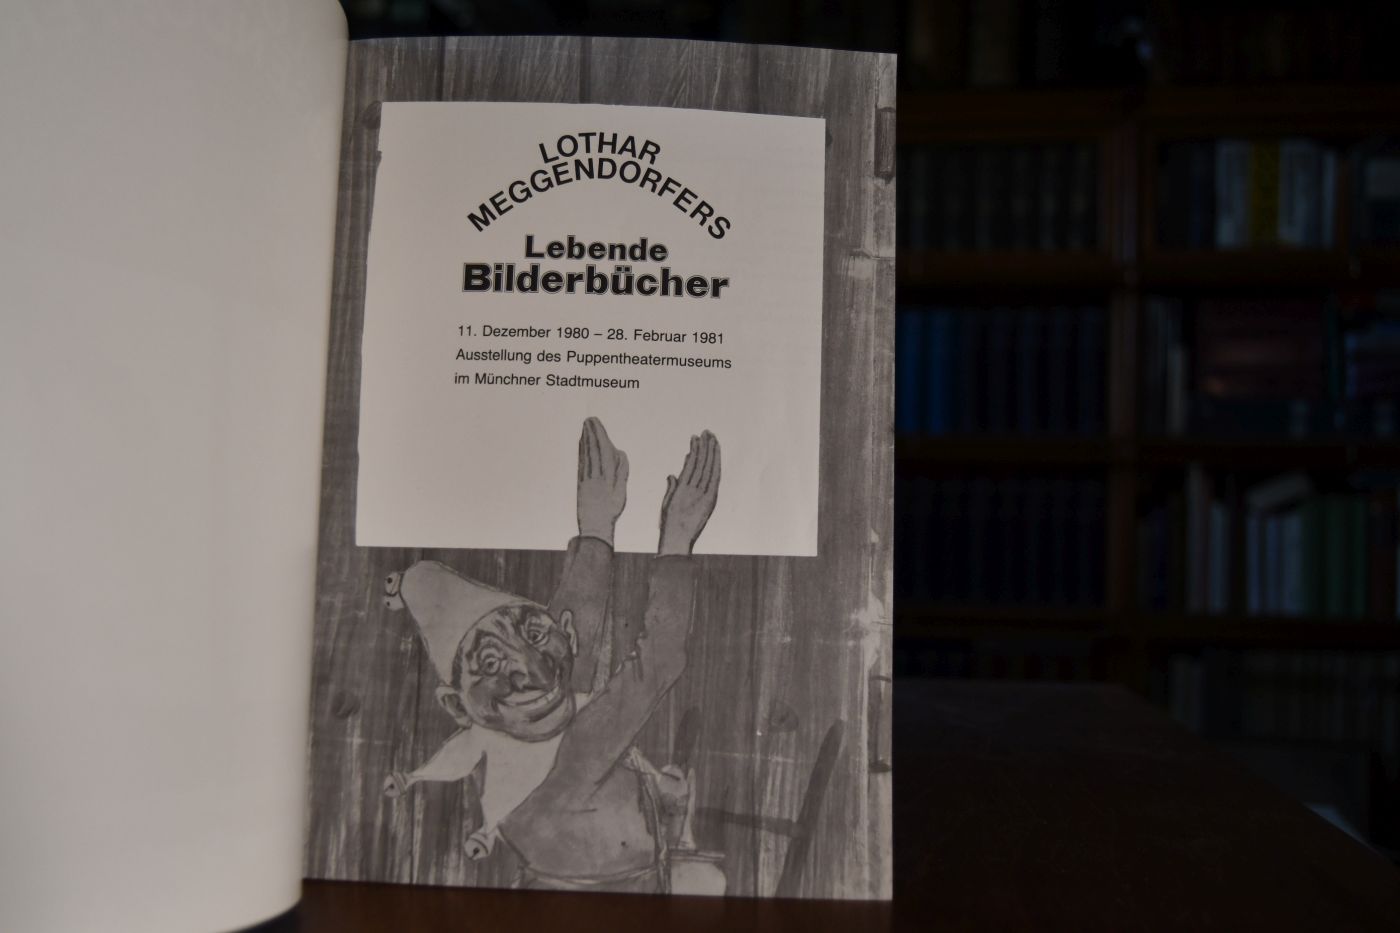 LOTHAR
MEGGENDORFERS
Lebende
Bilderbücher
11. Dezember 1980 – 28. Februar 1981
Ausstellung des Puppentheatermuseums
im Münchner Stadtmuseum